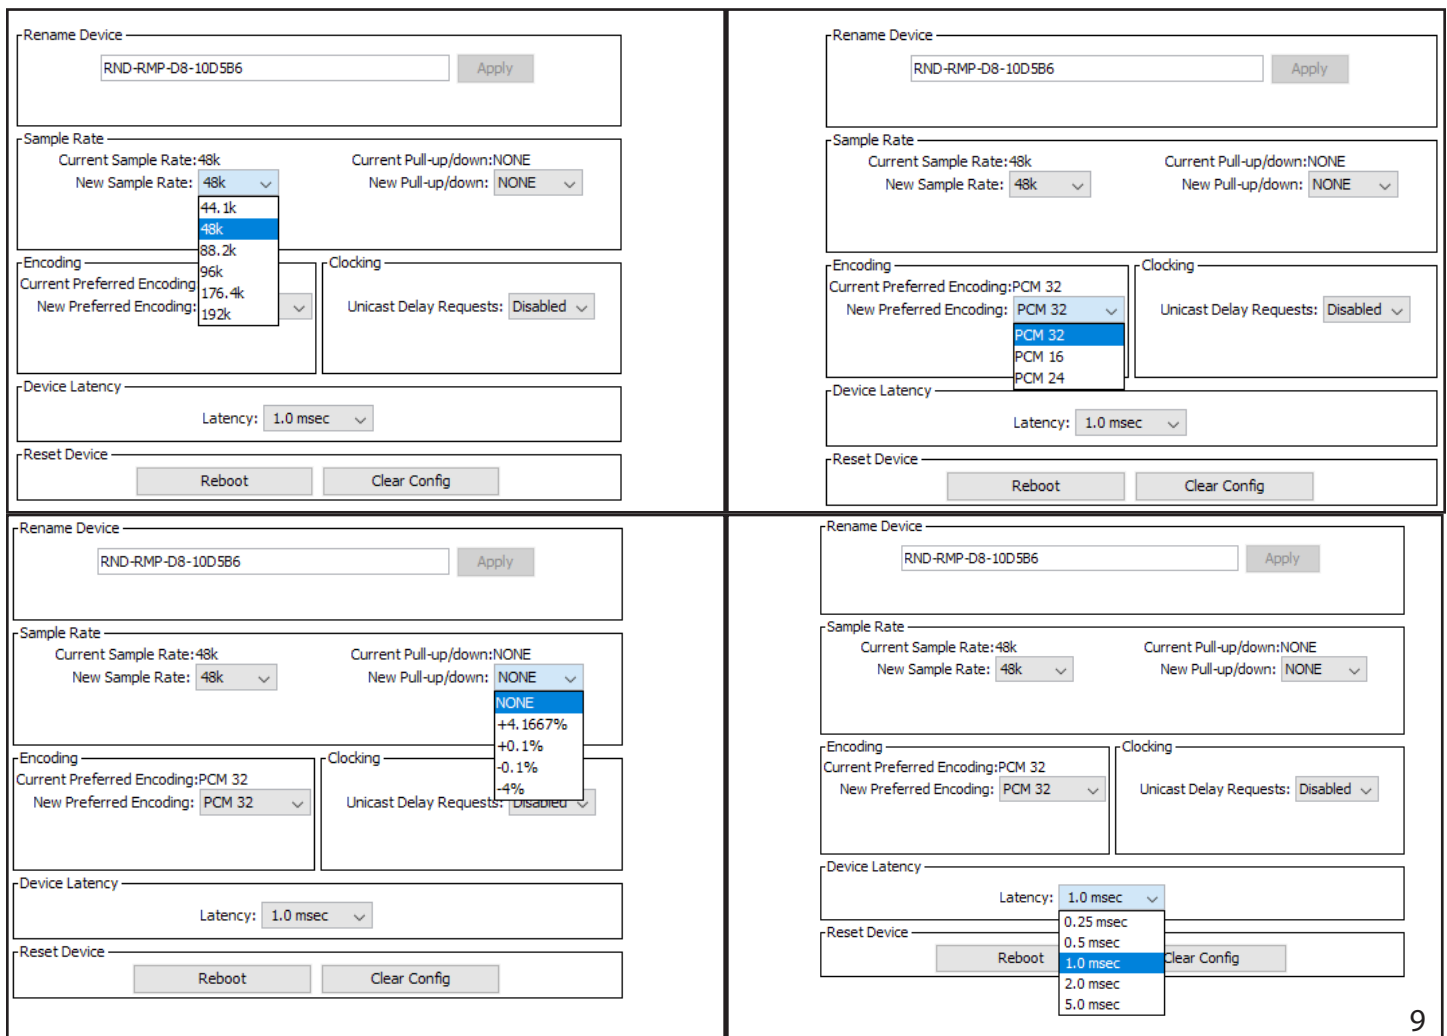 Rename Device
RND-RMP-D8-10D5B6 Apply
Sample Rate
Current Sample Rate:48k Current Pull-up/down:NONE
New Sample Rate: 48k New Pull-up/down: NONE
44.1k
48k
88.2k
96k
176.4k
192k
Encoding Clocking
Current Preferred Encoding
New Preferred Encoding: Unicast Delay Requests: Disabled
Device Latency
Latency: 1.0 msec
Reset Device
Reboot Clear Config
Rename Device
RND-RMP-D8-10D5B6 Apply
Sample Rate
Current Sample Rate:48k Current Pull-up/down:NONE
New Sample Rate: 48k New Pull-up/down: NONE
Encoding Clocking
Current Preferred Encoding:PCM 32
New Preferred Encoding: PCM 32 Unicast Delay Requests: Disabled
PCM 32
PCM 16
PCM 24
Device Latency
Latency: 1.0 msec
Reset Device
Reboot Clear Config
Rename Device
RND-RMP-D8-10D5B6 Apply
Sample Rate
Current Sample Rate:48k Current Pull-up/down:NONE
New Sample Rate: 48k New Pull-up/down: NONE
NONE
+4.1667%
+0.1%
-0.1%
-4%
Encoding Clocking
Current Preferred Encoding:PCM 32
New Preferred Encoding: PCM 32 Unicast Delay Requests: Disabled
Device Latency
Latency: 1.0 msec
Reset Device
Reboot Clear Config
Rename Device
RND-RMP-D8-10D5B6 Apply
Sample Rate
Current Sample Rate:48k Current Pull-up/down:NONE
New Sample Rate: 48k New Pull-up/down: NONE
Encoding Clocking
Current Preferred Encoding:PCM 32
New Preferred Encoding: PCM 32 Unicast Delay Requests: Disabled
Device Latency
Latency: 1.0 msec
0.25 msec
0.5 msec
1.0 msec
2.0 msec
5.0 msec
Reset Device
Reboot Clear Config
9